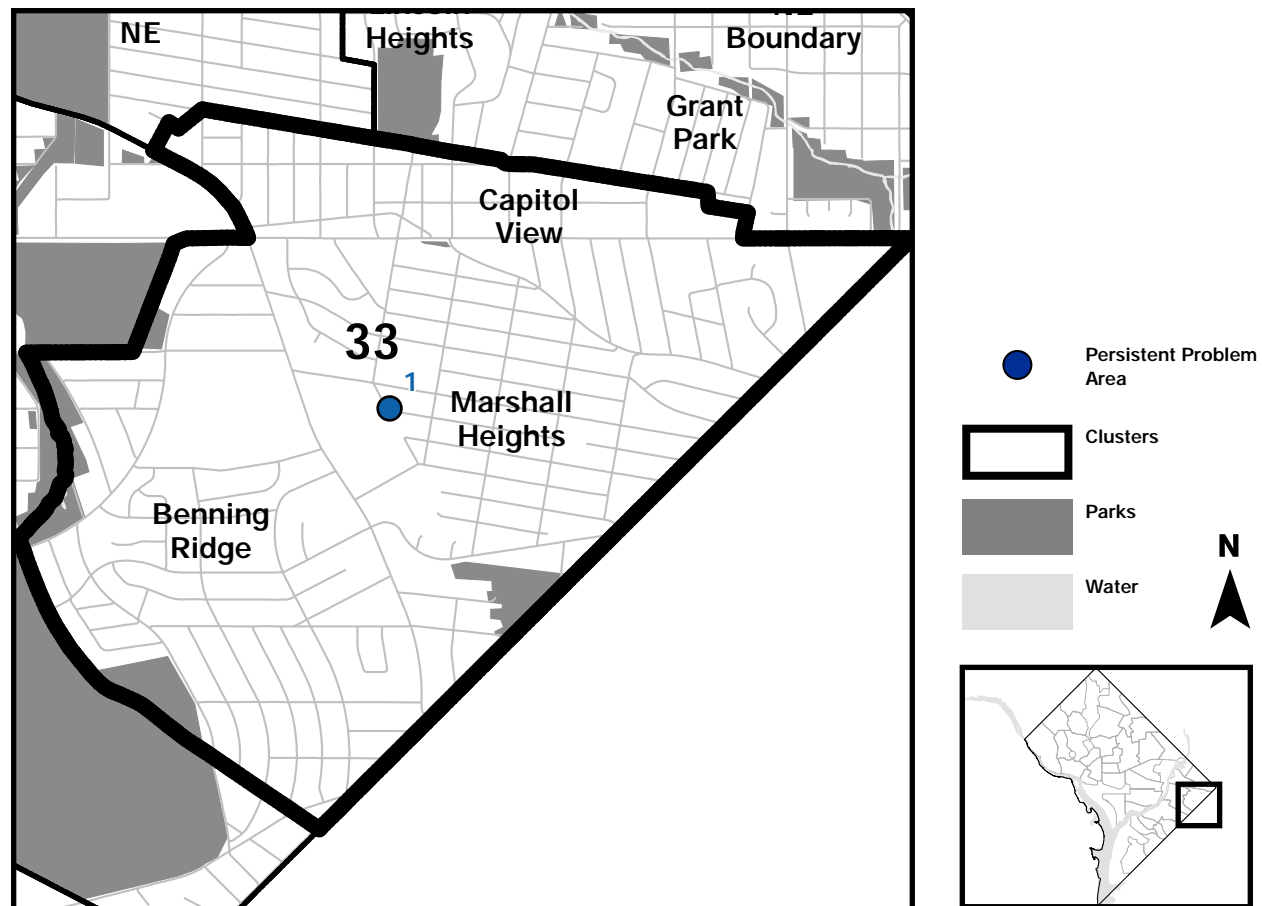 NE
Heights
Boundary
Grant
Park
Capitol
View
33
1
Marshall
Heights
Benning
Ridge
Persistent Problem
Area
Clusters
Parks
Water
N